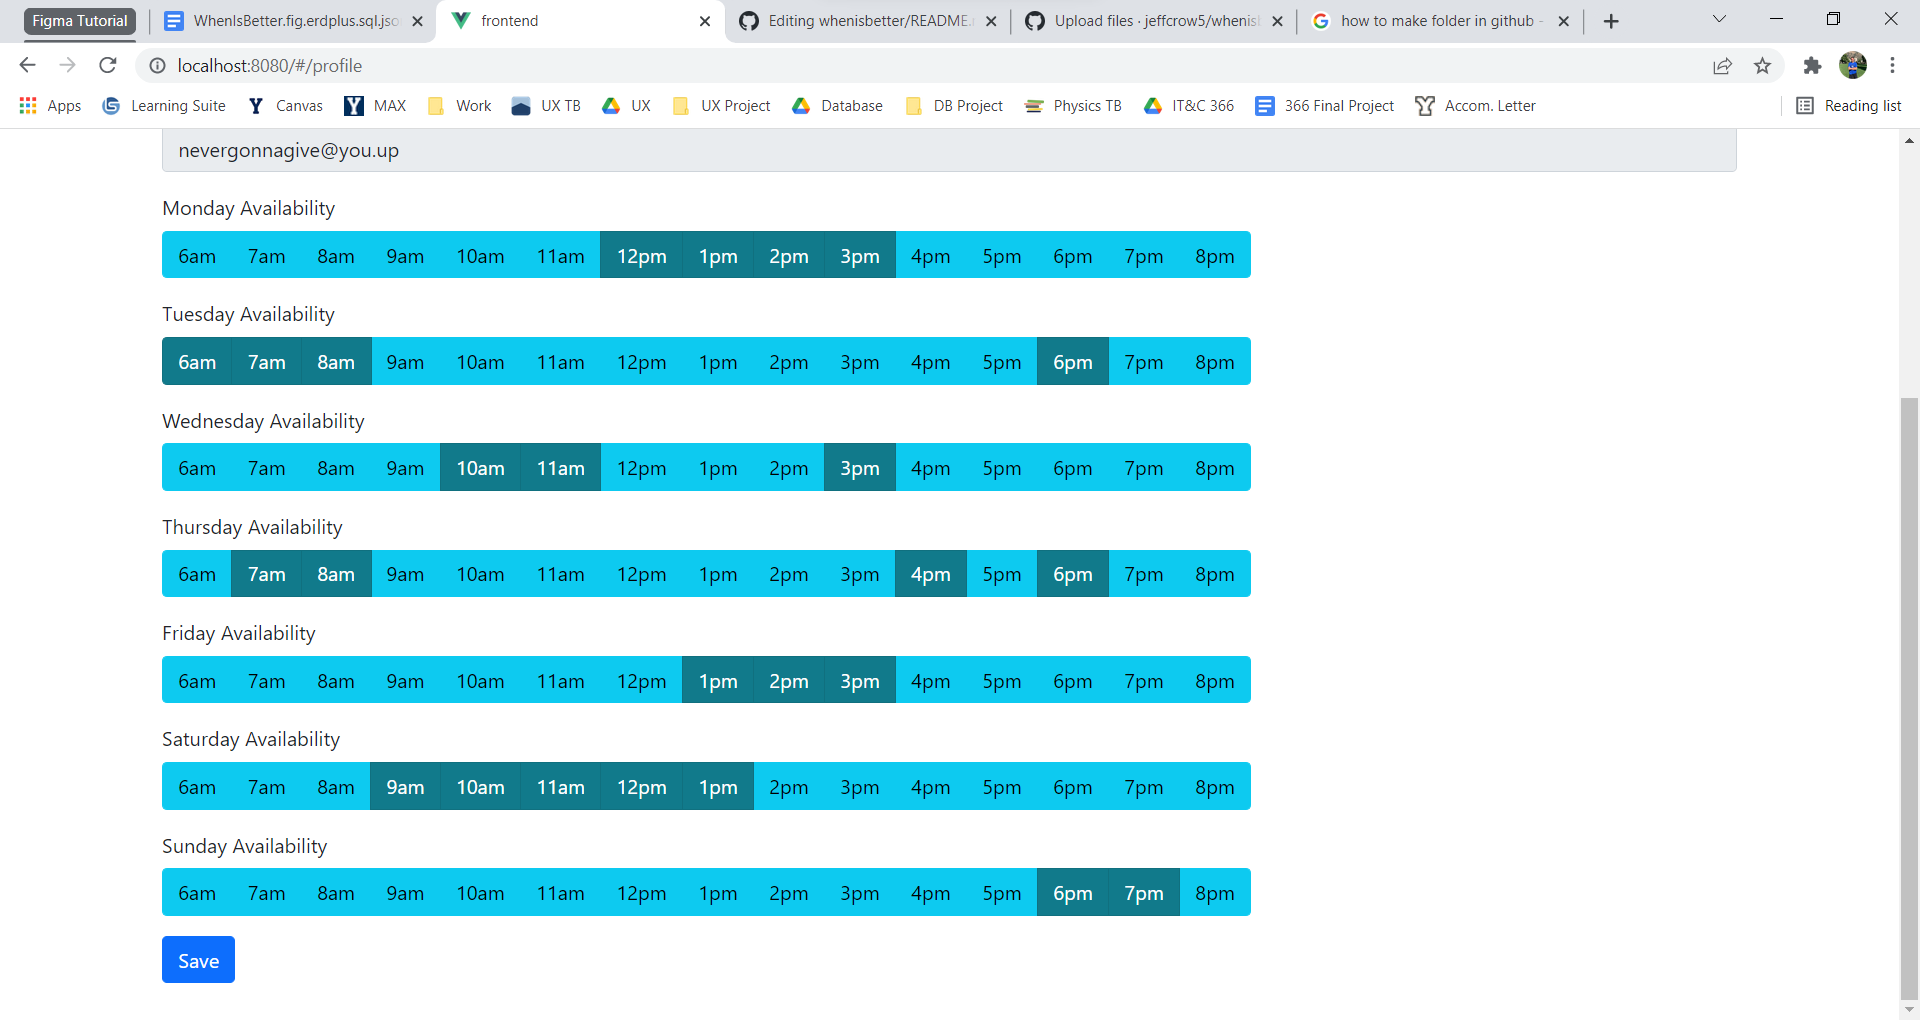 Figma Tutorial WhenIsBetter.fig.erdplus.sql.jso frontend Editing whenisbetter/README. Upload files · jeffcrow5/whenis how to make folder in github -
localhost:8080/#/profile
Apps Learning Suite Canvas MAX Work UX TB UX UX Project Database DB Project Physics TB IT&C 366 366 Final Project Accom. Letter Reading list
nevergonnagive@you.up
Monday Availability
6am 7am 8am 9am 10am 11am 12pm 1pm 2pm 3pm 4pm 5pm 6pm 7pm 8pm
Tuesday Availability
6am 7am 8am 9am 10am 11am 12pm 1pm 2pm 3pm 4pm 5pm 6pm 7pm 8pm
Wednesday Availability
6am 7am 8am 9am 10am 11am 12pm 1pm 2pm 3pm 4pm 5pm 6pm 7pm 8pm
Thursday Availability
6am 7am 8am 9am 10am 11am 12pm 1pm 2pm 3pm 4pm 5pm 6pm 7pm 8pm
Friday Availability
6am 7am 8am 9am 10am 11am 12pm 1pm 2pm 3pm 4pm 5pm 6pm 7pm 8pm
Saturday Availability
6am 7am 8am 9am 10am 11am 12pm 1pm 2pm 3pm 4pm 5pm 6pm 7pm 8pm
Sunday Availability
6am 7am 8am 9am 10am 11am 12pm 1pm 2pm 3pm 4pm 5pm 6pm 7pm 8pm
Save